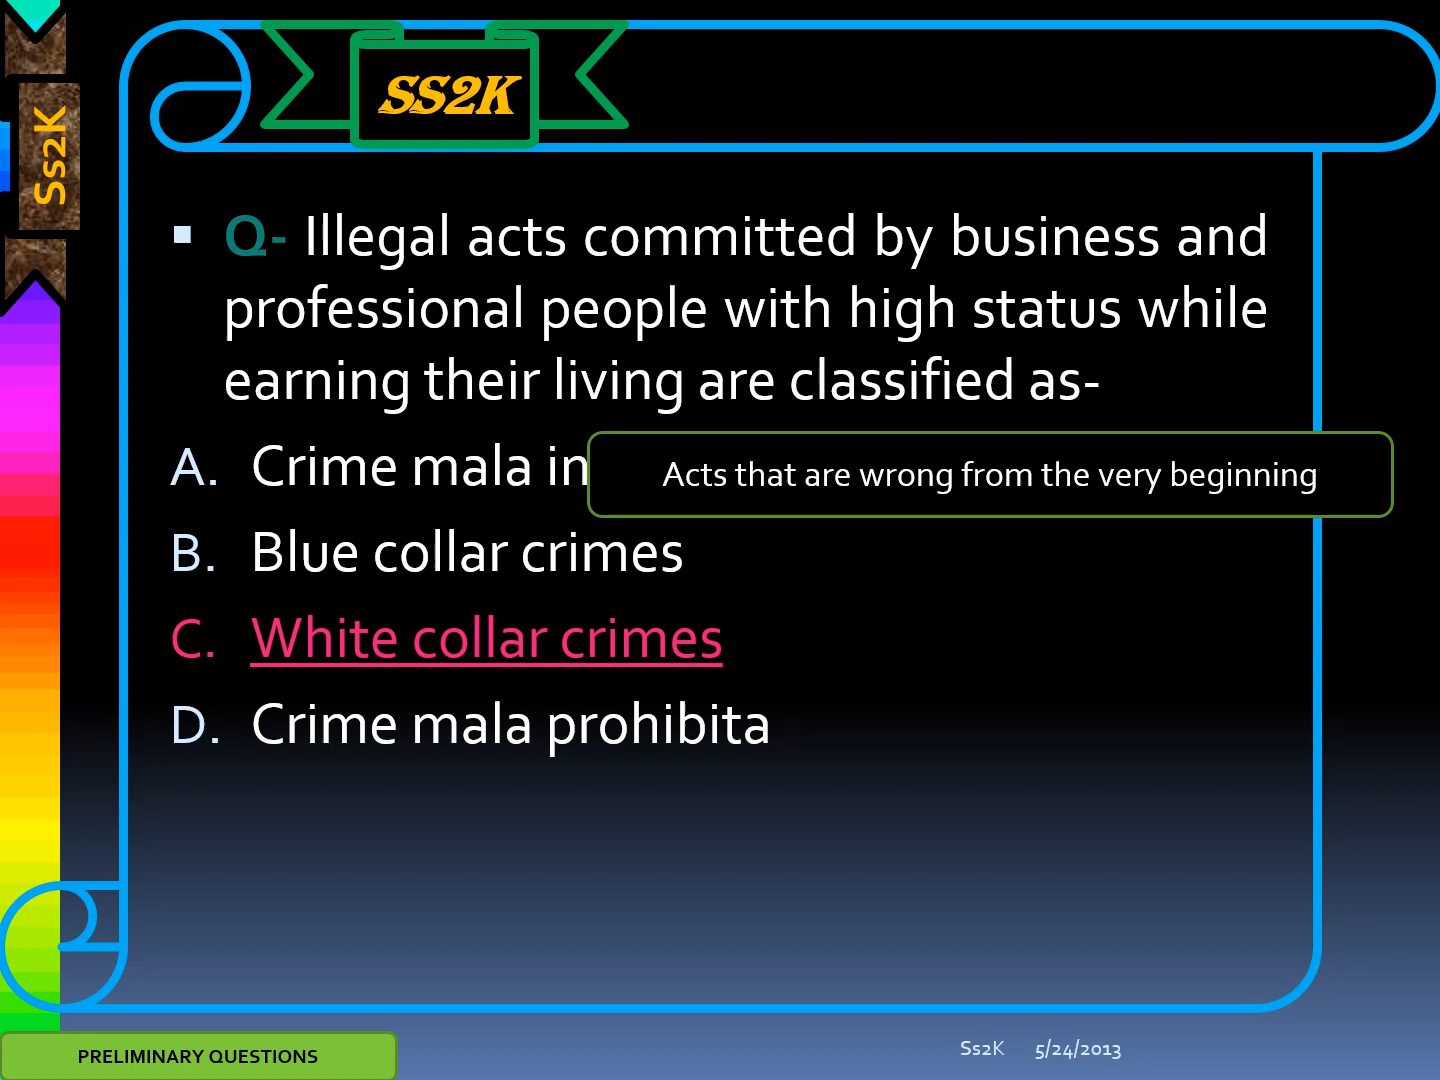 SS2K
Ss2K
Q- Illegal acts committed by business and
professional people with high status while
earning their living are classified as-
A. Crime mala in
Acts that are wrong from the very beginning
B. Blue collar crimes
C. White collar crimes
D. Crime mala prohibita
PRELIMINARY QUESTIONS
Ss2K 5/24/2013